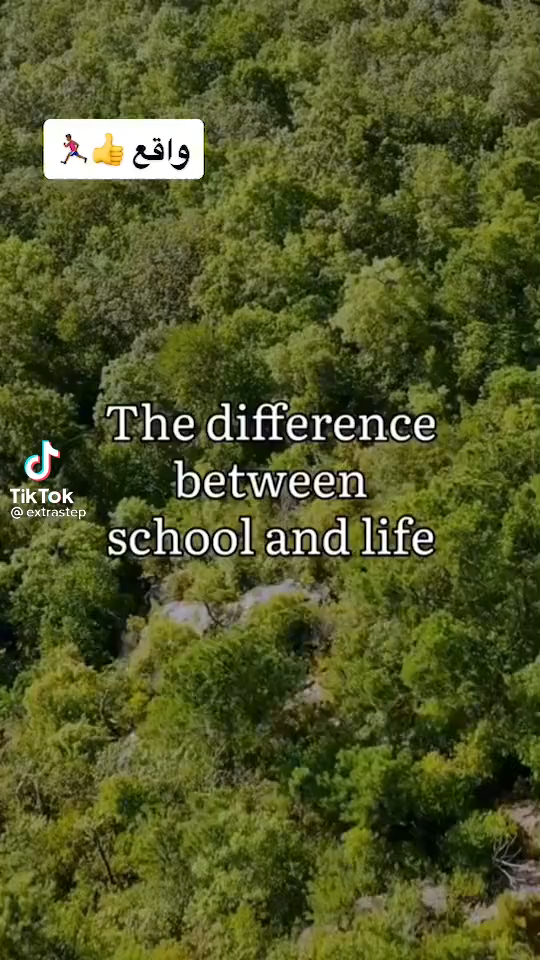 واقع 👍🏃🏽‍♂️
The difference
between
school and life
TikTok
@extrastep